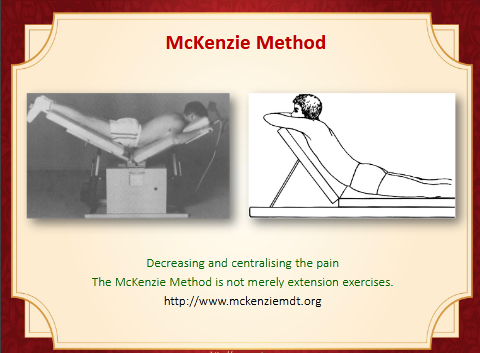 McKenzie Method
Decreasing and centralising the pain
The McKenzie Method is not merely extension exercises.
http://www.mckenziemdt.org